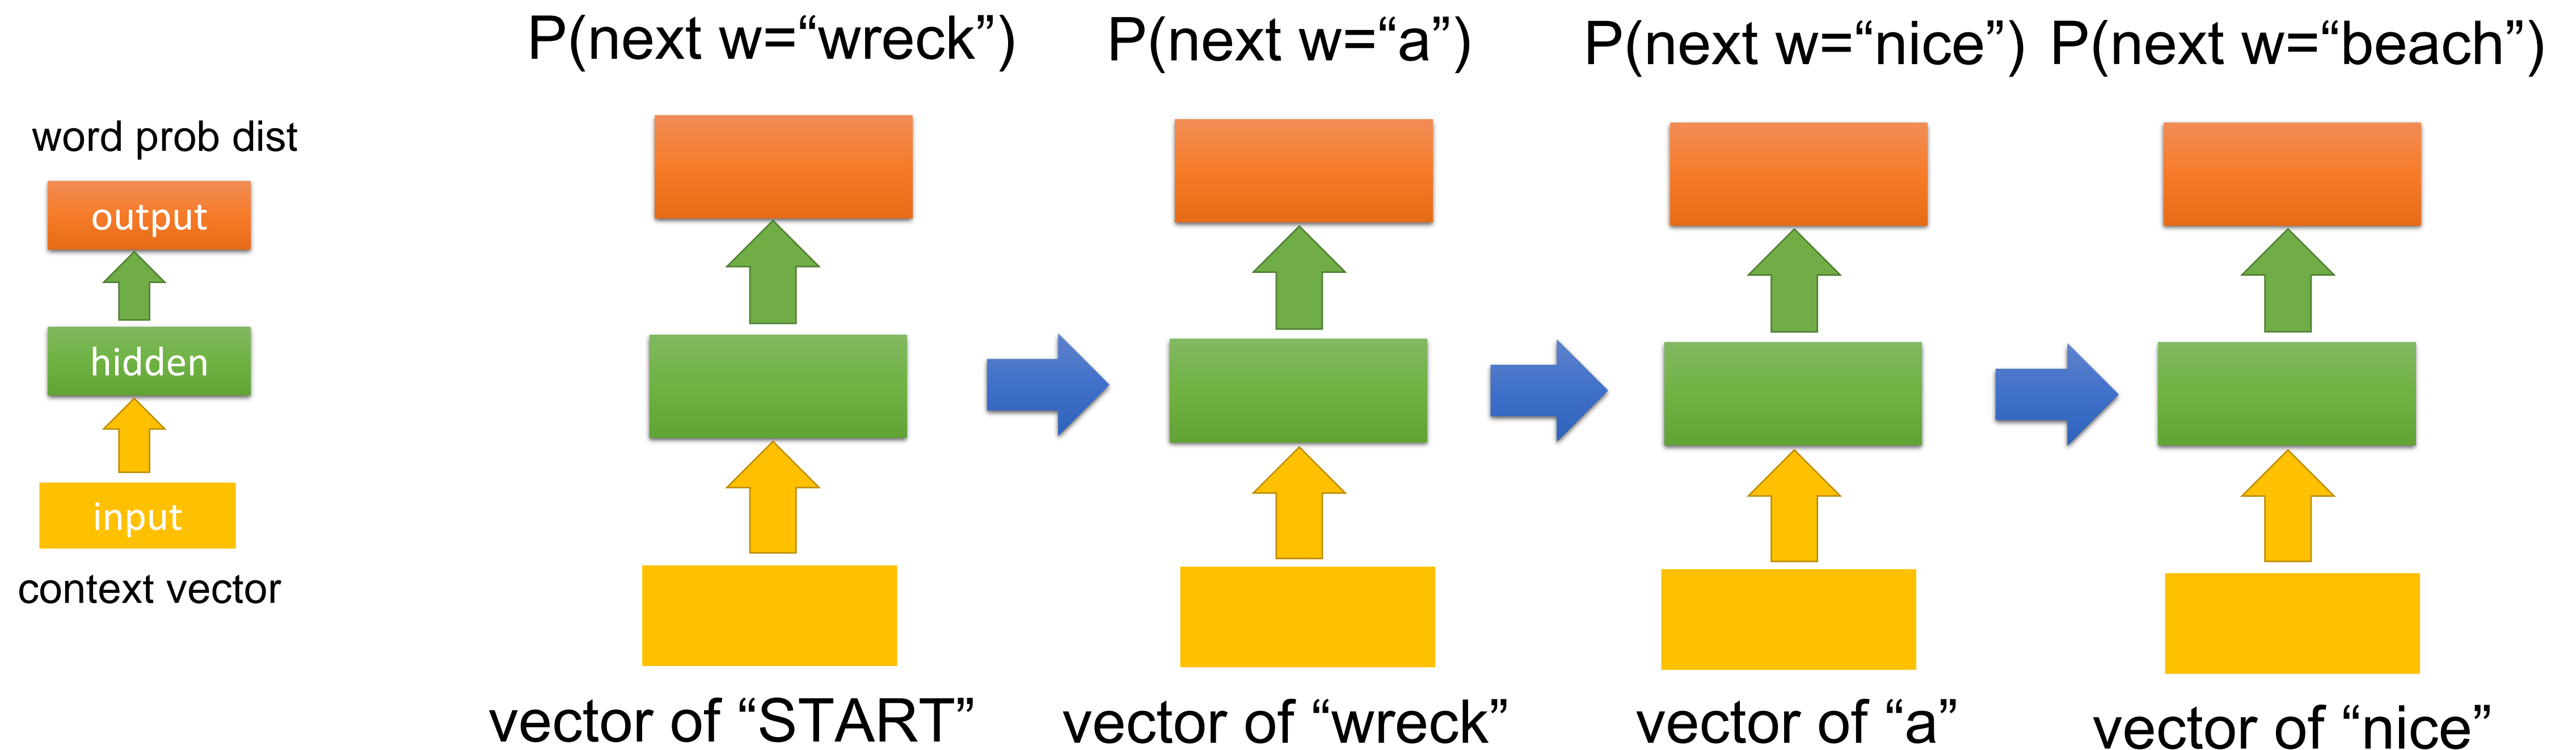 P(next w=“wreck”)
P(next w=“a”)
P(next w=“nice”)
P(next w=“beach”)
word prob dist
output
hidden
input
context vector
vector of “START”
vector of “wreck”
vector of “a”
vector of “nice”